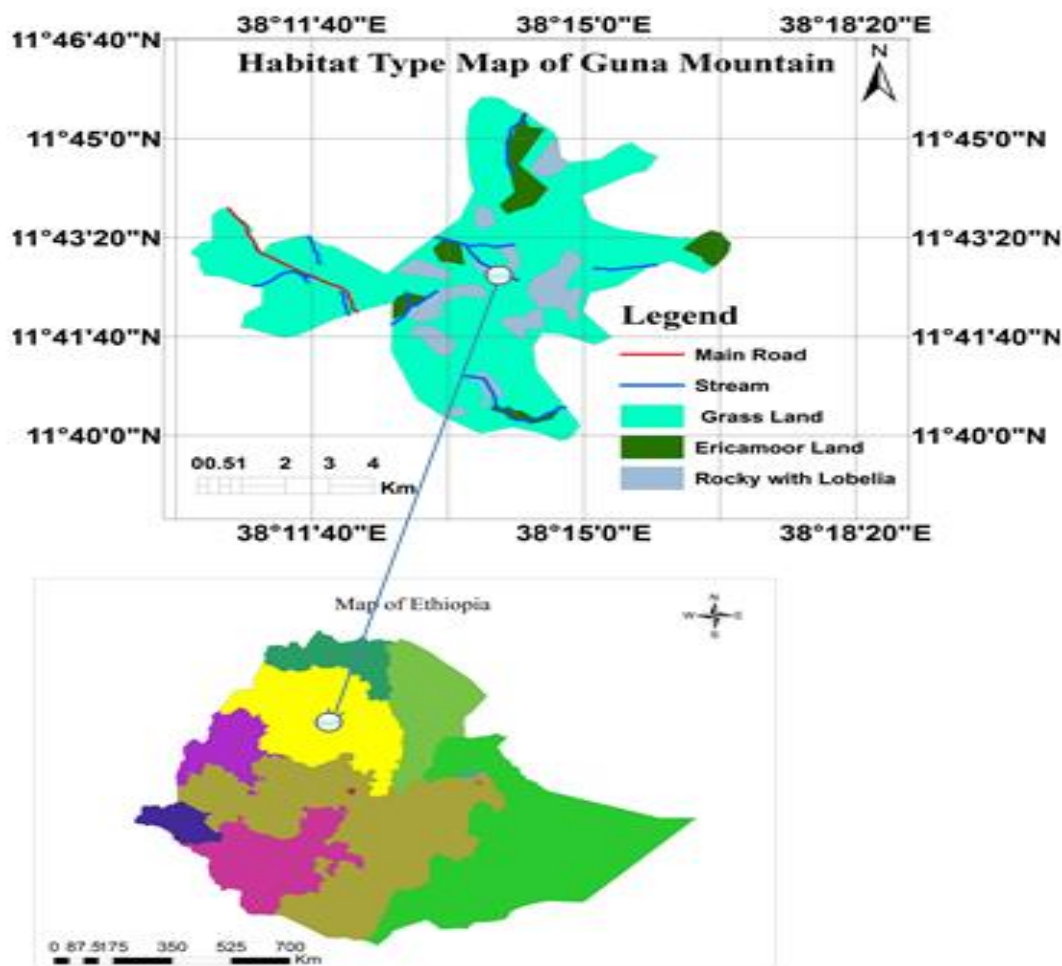 38°11'40"E 38°15'0"E 38°18'20"E
11°46'40"N 11°46'40"N
N
Habitat Type Map of Guna Mountain
11°45'0"N 11°45'0"N
11°43'20"N 11°43'20"N
Legend
11°41'40"N 11°41'40"N
Main Road
Stream
Grass Land
11°40'0"N 11°40'0"N
Ericamoor Land
00.51 2 3 4
Km
Rocky with Lobelia
38°11'40"E 38°15'0"E 38°18'20"E
Map of Ethiopia
N
W E
S
0 87.5175 350 525 700
Km